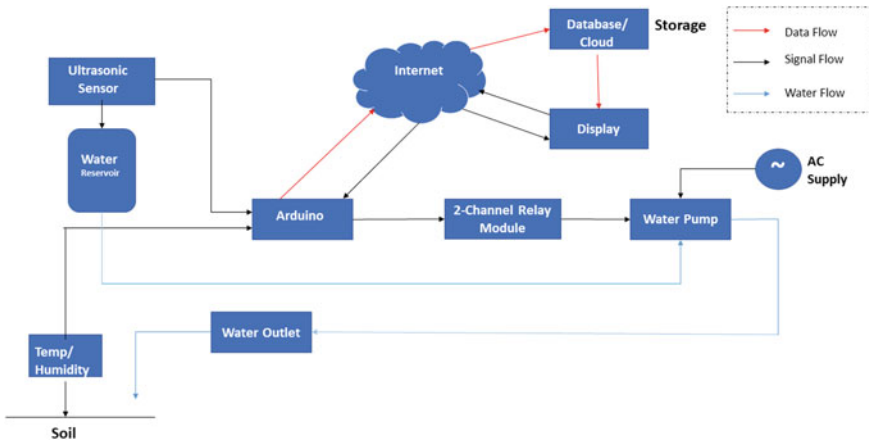 Database/
Cloud
Storage
Data Flow
Signal Flow
Water Flow
Ultrasonic
Sensor
Internet
Display
Water
Reservoir
~
AC
Supply
Arduino
2-Channel Relay
Module
Water Pump
Water Outlet
Temp/
Humidity
Soil